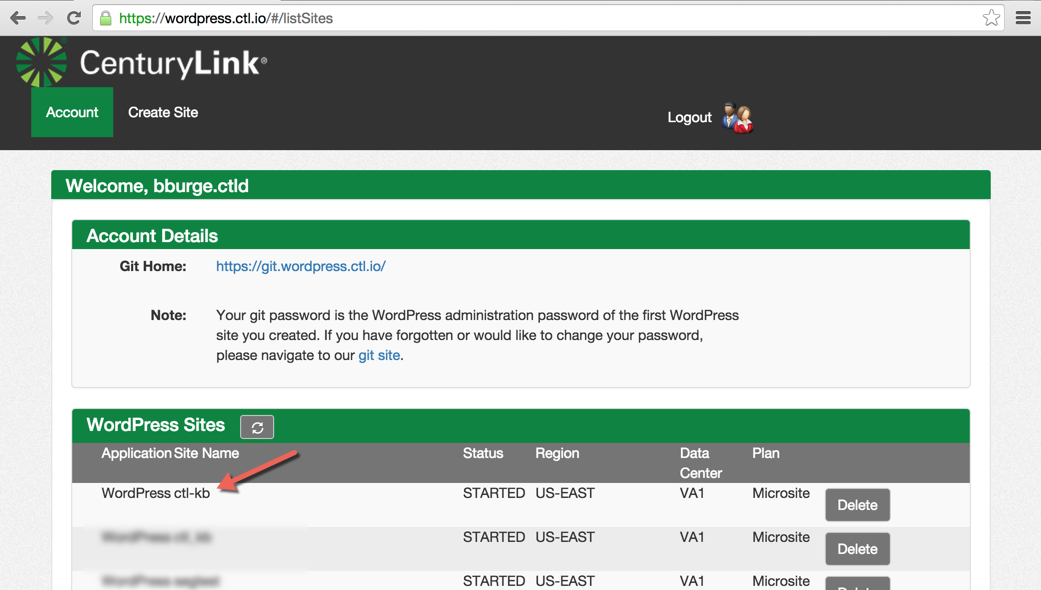 https://wordpress.ctl.io/#/listSites
CenturyLink®
Account Create Site Logout
Welcome, bburge.ctld
Account Details
Git Home: https://git.wordpress.ctl.io/
Note: Your git password is the WordPress administration password of the first WordPress
site you created. If you have forgotten or would like to change your password,
please navigate to our git site.
WordPress Sites
Application Site Name Status Region Data Center Plan
WordPress ctl-kb STARTED US-EAST VA1 Microsite Delete
STARTED US-EAST VA1 Microsite Delete
STARTED US-EAST VA1 Microsite